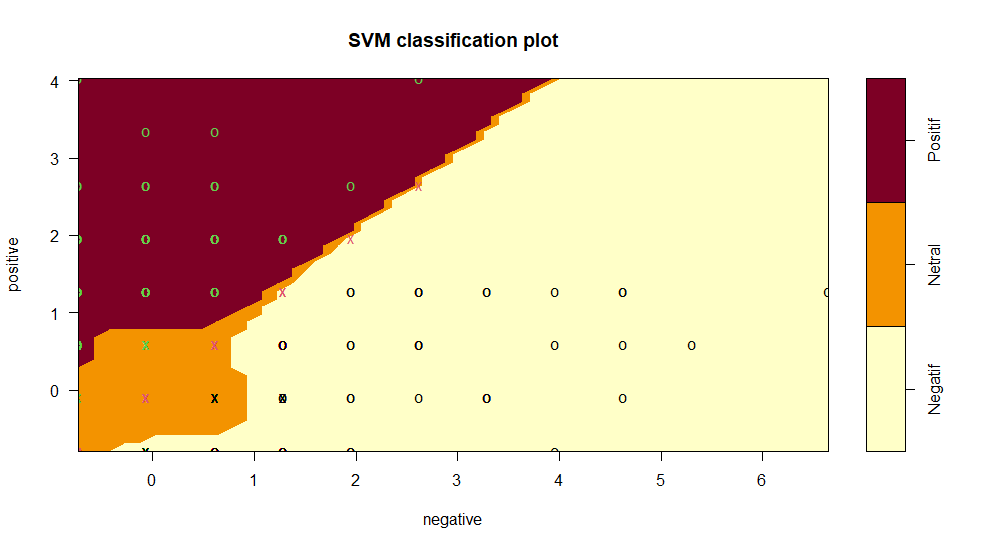 SVM classification plot
positive
4
3
2
1
0
0
1
2
3
4
5
6
negative
Positif
Netral
Negatif